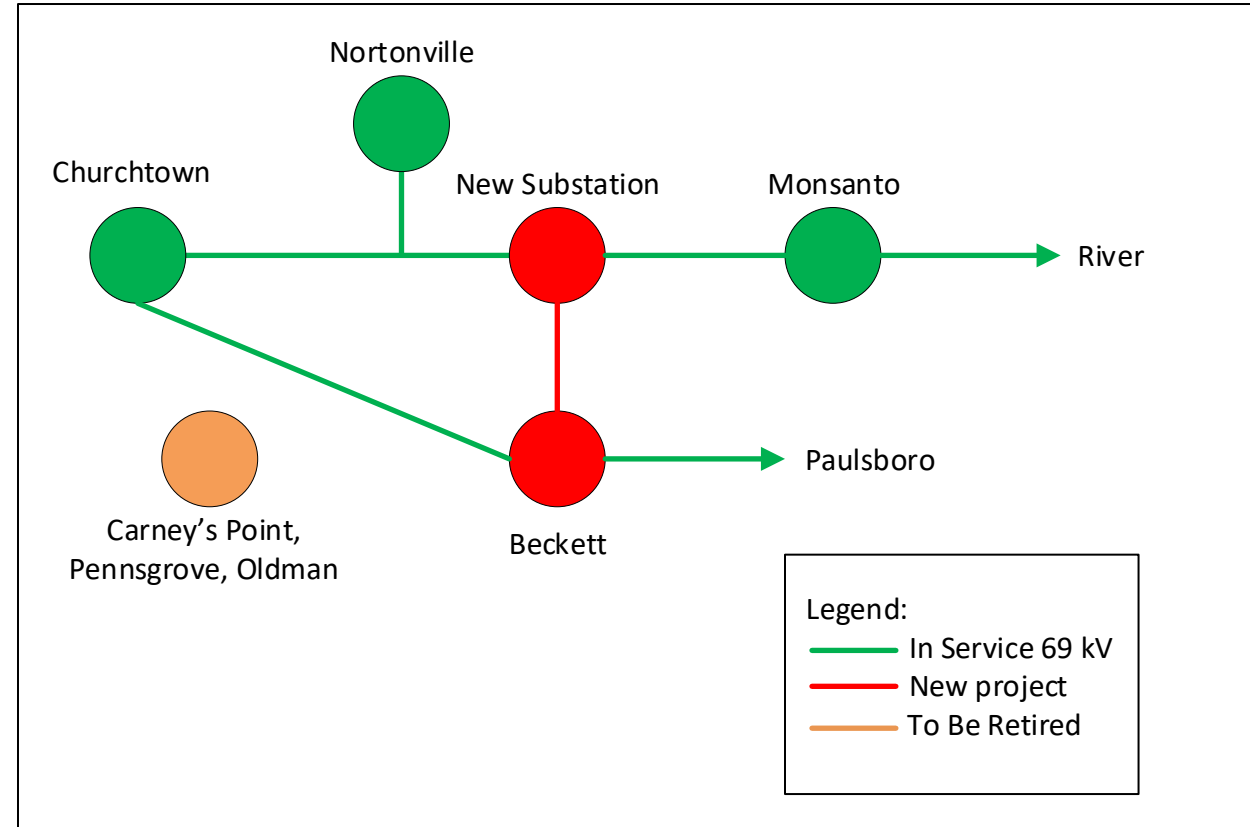 Nortonville
Churchtown
New Substation
Monsanto
River
Paulsboro
Carney's Point,
Pennsgrove, Oldman
Beckett
Legend:
In Service 69 kV
New project
To Be Retired